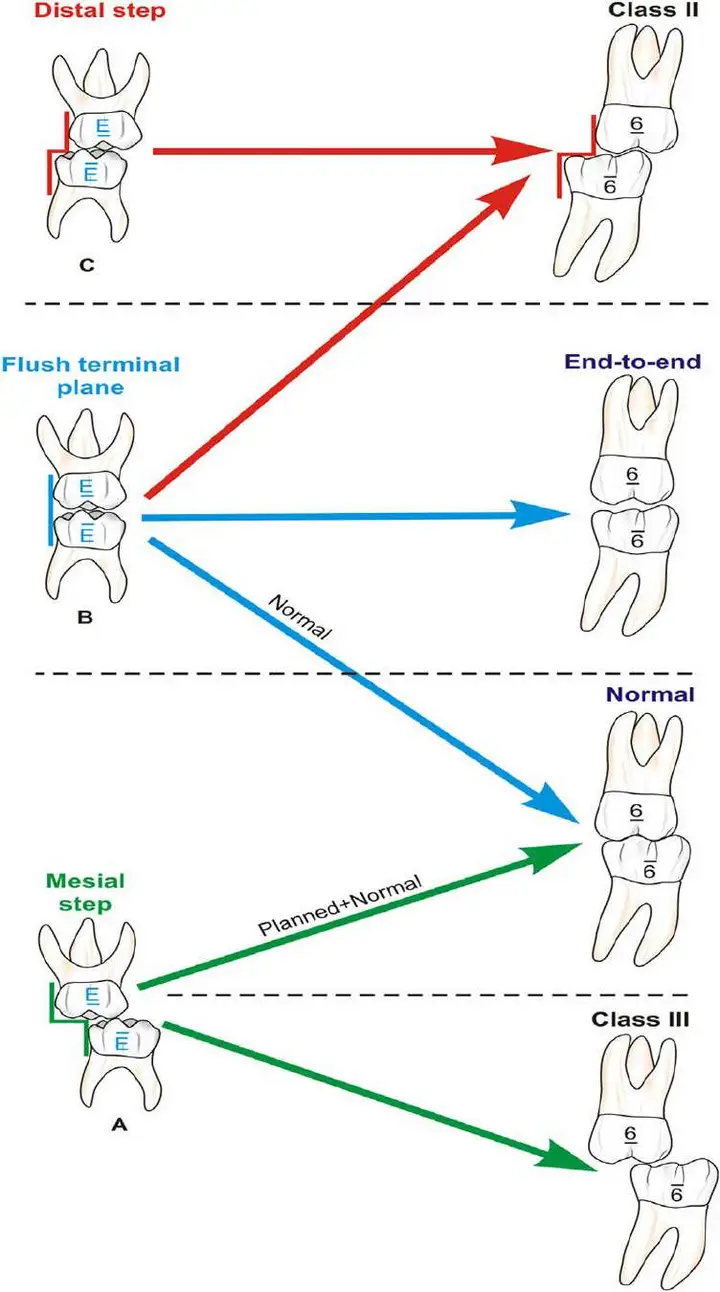 Distal step
Class II
E
E
6
6
C
Flush terminal
plane
End-to-end
E
E
6
6
B
Normal
Normal
6
6
Mesial
step
Planned+Normal
E
E
Class III
A
6
6